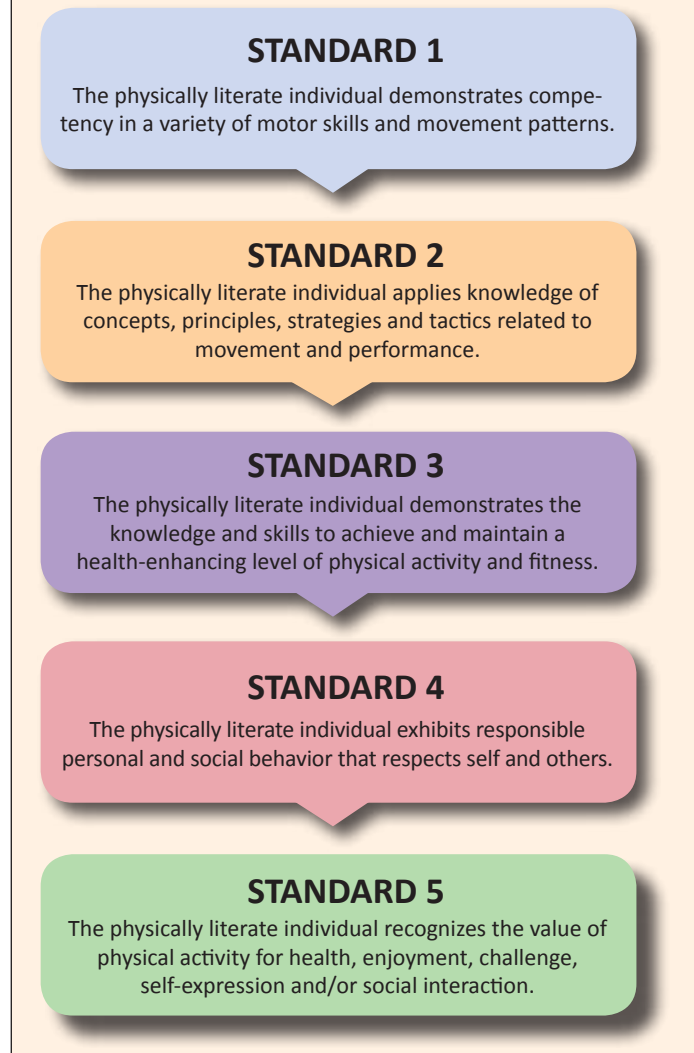 STANDARD 1
The physically literate individual demonstrates compe-
tency in a variety of motor skills and movement patterns.
STANDARD 2
The physically literate individual applies knowledge of
concepts, principles, strategies and tactics related to
movement and performance.
STANDARD 3
The physically literate individual demonstrates the
knowledge and skills to achieve and maintain a
health-enhancing level of physical activity and fitness.
STANDARD 4
The physically literate individual exhibits responsible
personal and social behavior that respects self and others.
STANDARD 5
The physically literate individual recognizes the value of
physical activity for health, enjoyment, challenge,
self-expression and/or social interaction.